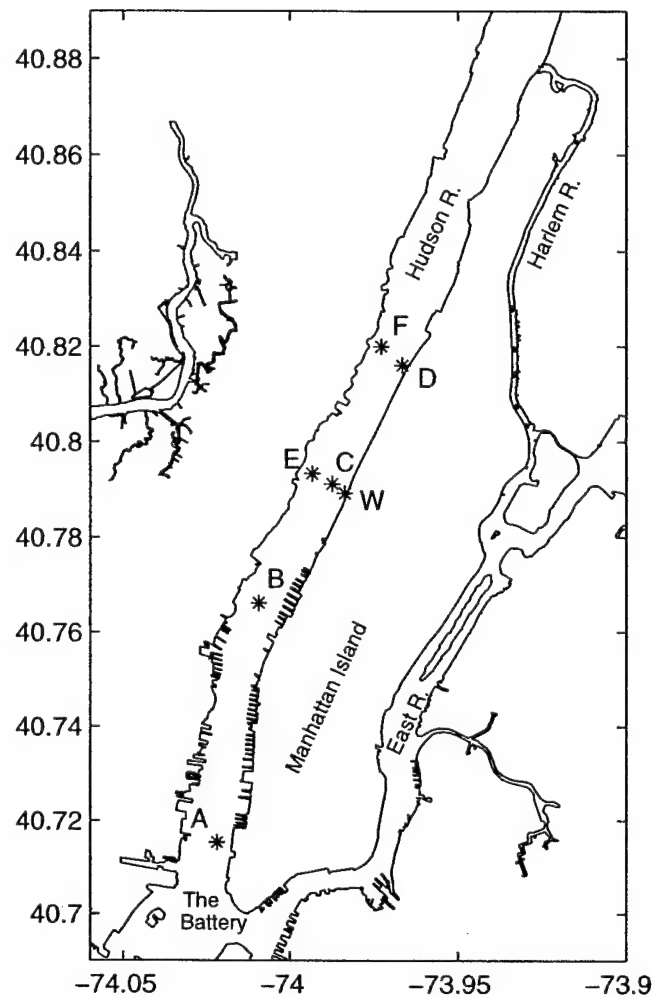 40.88
40.86
40.84
40.82
40.8
40.78
40.76
40.74
40.72
40.7
Hudson R.
Harlem R.
F
D
E
C
W
B
Manhattan Island
East R.
A
The
Battery
−74.05
−74
−73.95
−73.9